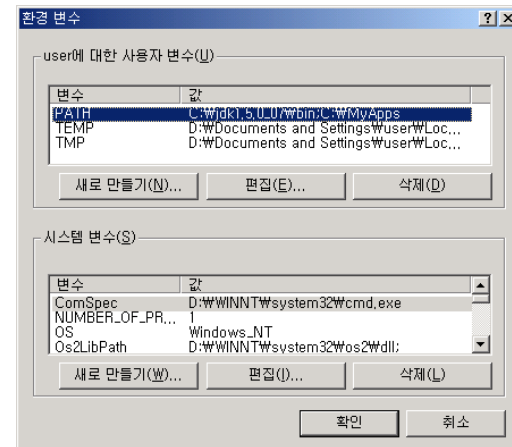 환경 변수
user에 대한 사용자 변수(U)
변수 값
PATH C:₩jdk1.5.0_07₩bin;C:₩MyApps
TEMP D:₩Documents and Settings₩user₩Loc...
TMP D:₩Documents and Settings₩user₩Loc...
새로 만들기(N)... 편집(E)... 삭제(D)
시스템 변수(S)
변수 값
ComSpec D:₩WINNT₩system32₩cmd.exe
NUMBER_OF_PR... 1
OS Windows_NT
Os2LibPath D:₩WINNT₩system32₩os2₩dll;
새로 만들기(W)... 편집(I)... 삭제(L)
확인 취소